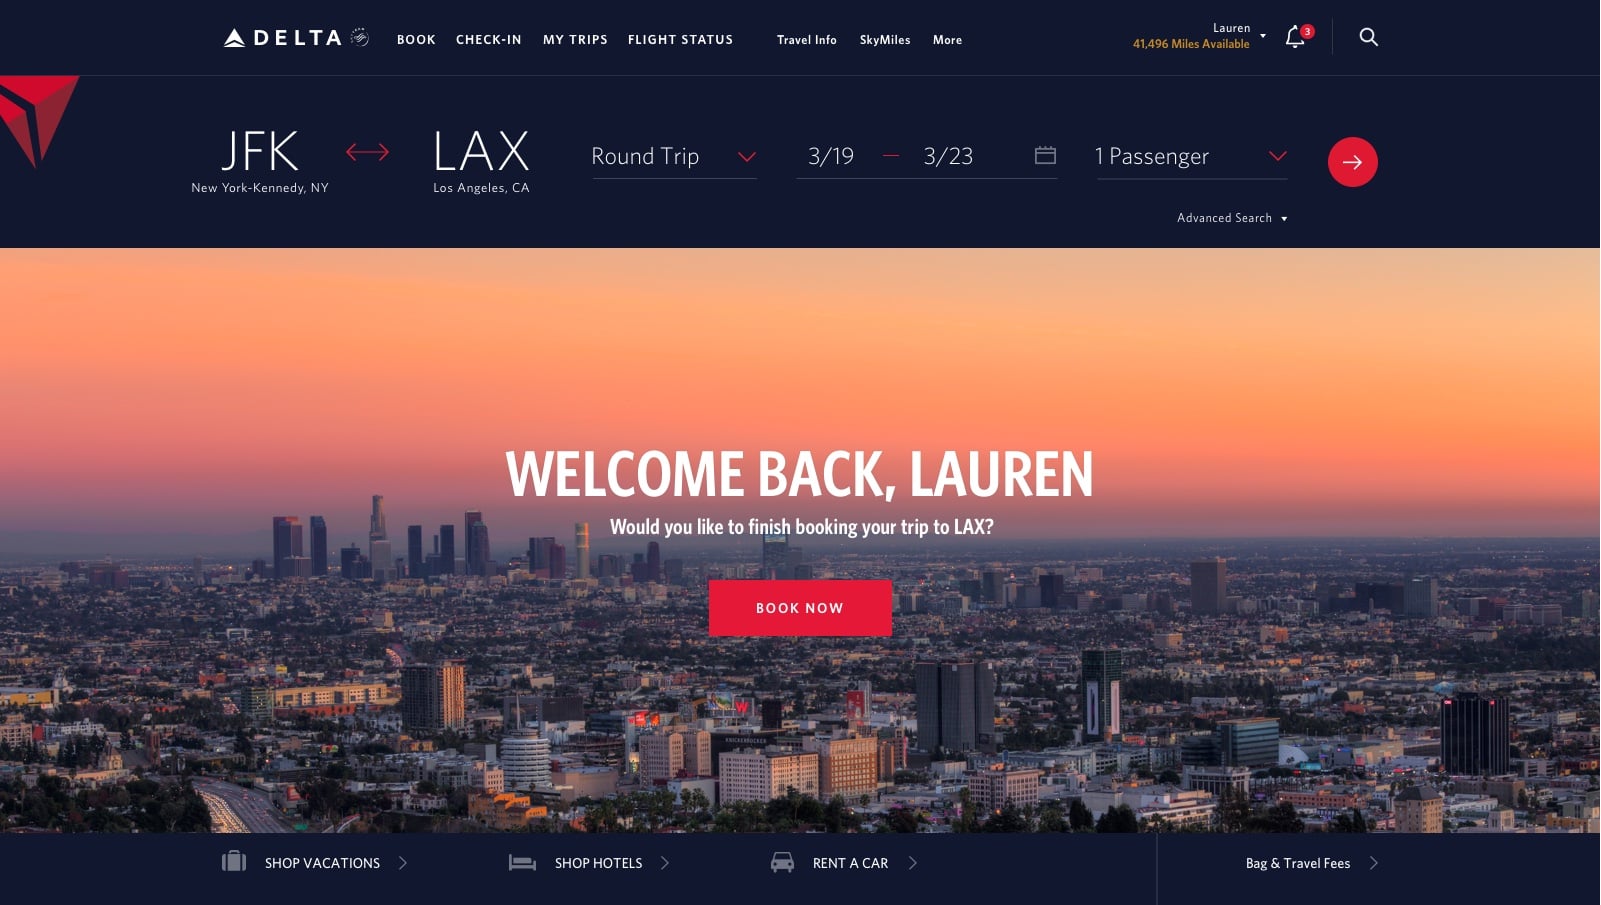 DELTA
BOOK CHECK-IN MY TRIPS FLIGHT STATUS Travel Info SkyMiles More
Lauren
41,496 Miles Available
3
JFK
New York-Kennedy, NY
LAX
Los Angeles, CA
Round Trip
3/19 — 3/23
1 Passenger
Advanced Search
WELCOME BACK, LAUREN
Would you like to finish booking your trip to LAX?
BOOK NOW
W
KNICKERBOCKER
SHOP VACATIONS
SHOP HOTELS
RENT A CAR
Bag & Travel Fees